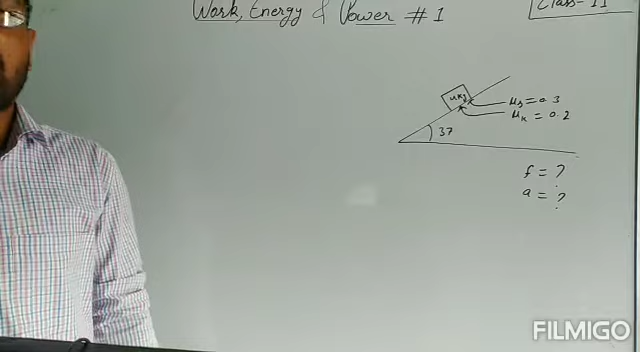 Work, Energy & Power # 1
Class-11
4kg
μs = 0.3
μk = 0.2
37
f = ?
a = ?
FILMIGO